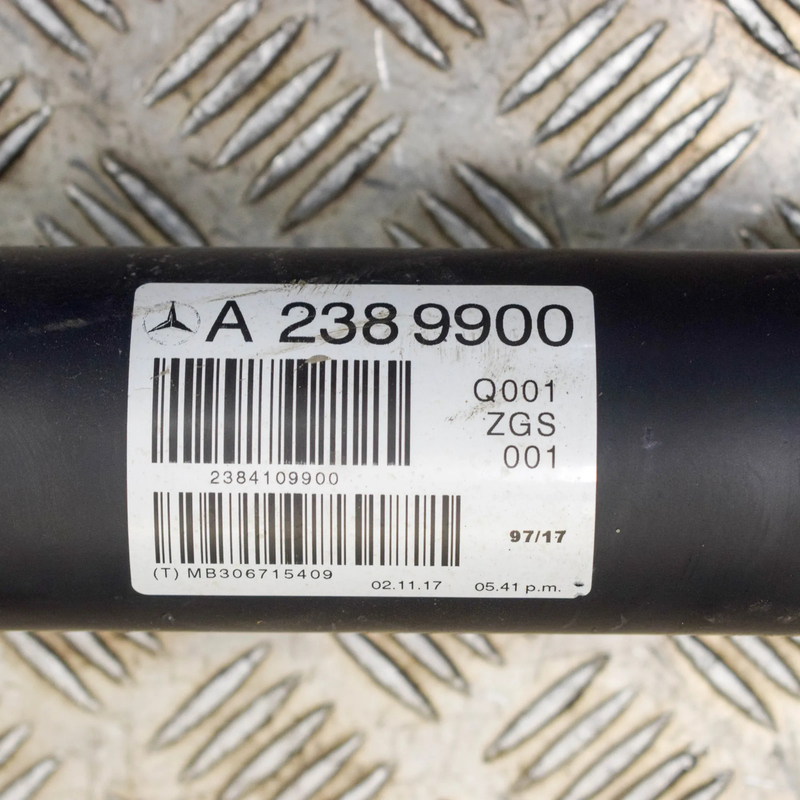 A 238 9900
Q001
ZGS
001
2384109900
97/17
(T) MB306715409
02.11.17 05.41 p.m.